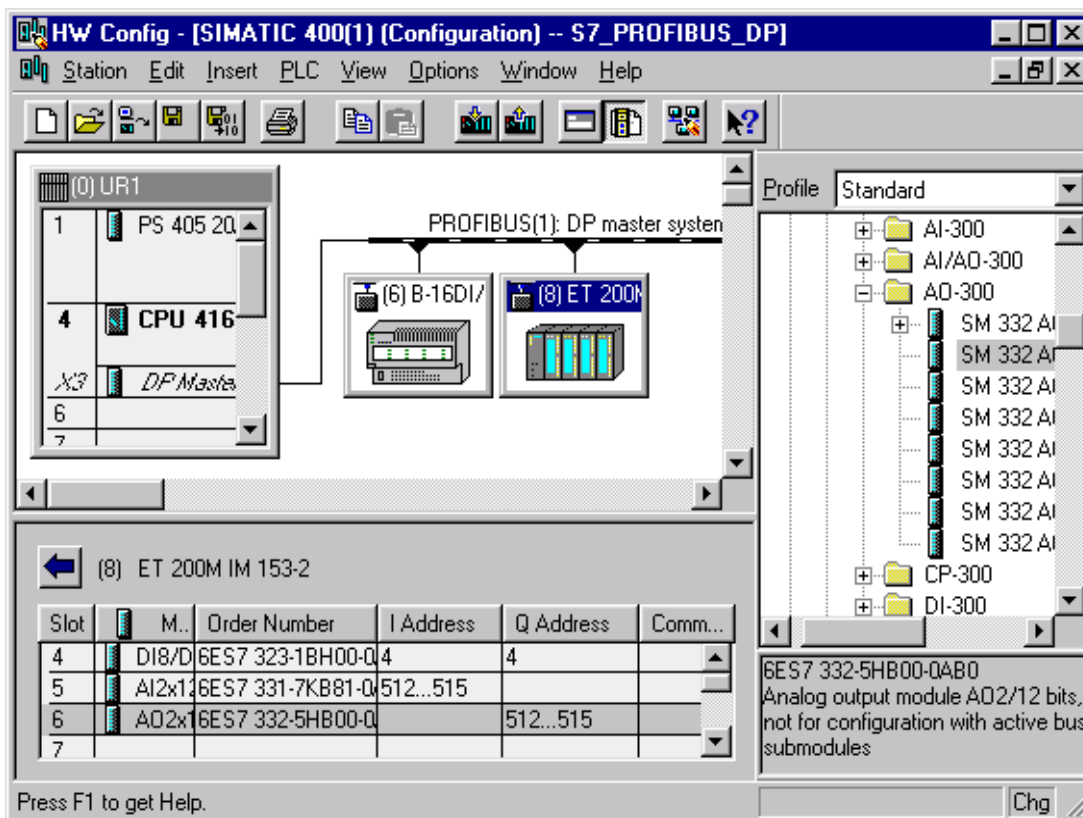 HW Config - [SIMATIC 400(1) (Configuration) -- S7_PROFIBUS_DP]
Station Edit Insert PLC View Options Window Help
(0) UR1
1 PS 405 20
4 CPU 416
X3 DP Maste
6
7
PROFIBUS(1): DP master system
(6) B-16DI/
(8) ET 200M
Profile Standard
AI-300
AI/AO-300
AO-300
SM 332 A
SM 332 A
SM 332 A
SM 332 A
SM 332 A
SM 332 A
SM 332 A
SM 332 A
CP-300
DI-300
(8) ET 200M IM 153-2
Slot M.. Order Number I Address Q Address Comm...
4 DI8/D 6ES7 323-1BH00-0 4 4
5 AI2x12 6ES7 331-7KB81-0 512...515
6 AO2x1 6ES7 332-5HB00-0 512...515
7
6ES7 332-5HB00-0AB0
Analog output module AO2/12 bits,
not for configuration with active bus
submodules
Press F1 to get Help.
Chg